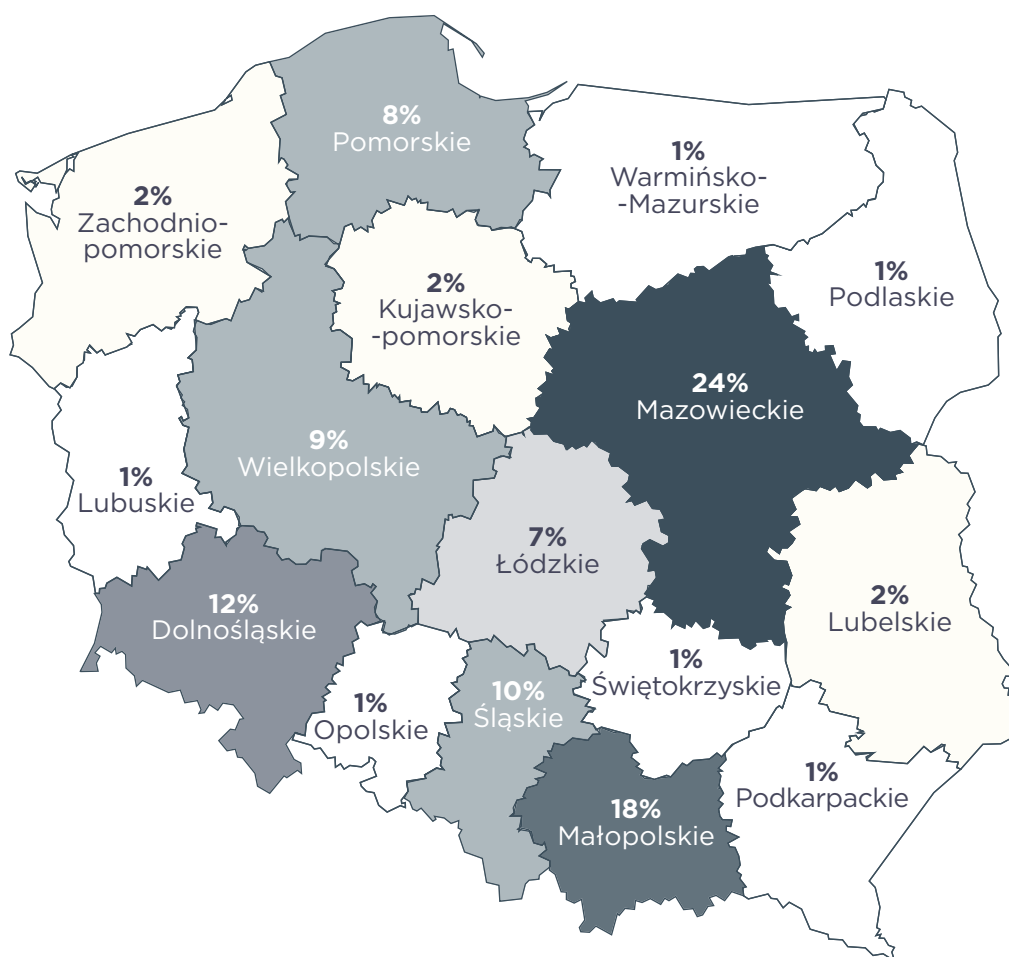 8%
Pomorskie
1%
Warmińsko-
-Mazurskie
2%
Zachodnio-
pomorskie
1%
Podlaskie
2%
Kujawsko-
-pomorskie
24%
Mazowieckie
9%
Wielkopolskie
1%
Lubuskie
7%
Łódzkie
12%
Dolnośląskie
2%
Lubelskie
1%
Świętokrzyskie
10%
Śląskie
1%
Opolskie
1%
Podkarpackie
18%
Małopolskie